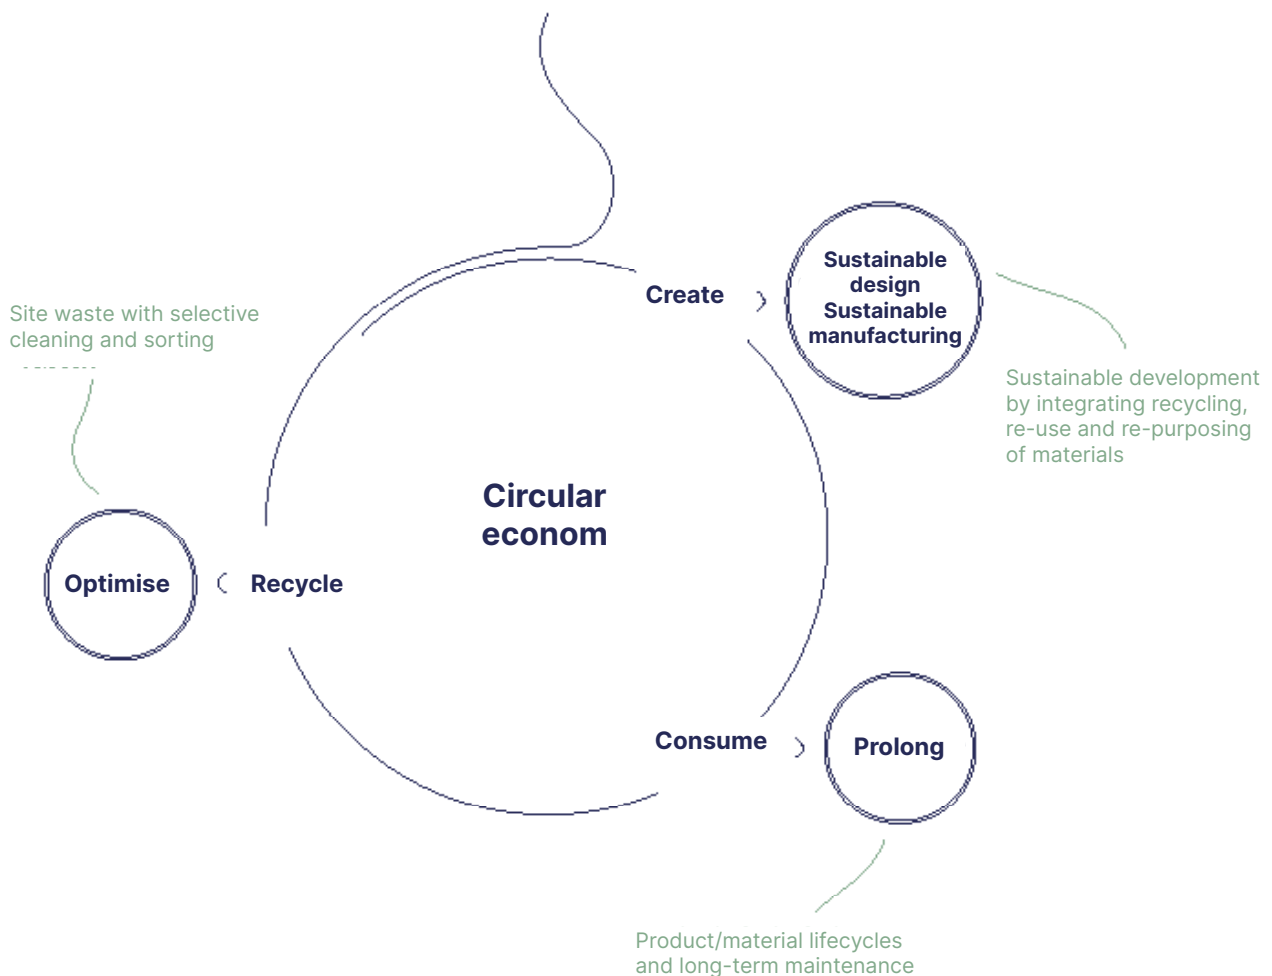 Create
Sustainable
design
Sustainable
manufacturing
Site waste with selective
cleaning and sorting
Sustainable development
by integrating recycling,
re-use and re-purposing
of materials
Circular
econom
Optimise
Recycle
Consume
Prolong
Product/material lifecycles
and long-term maintenance